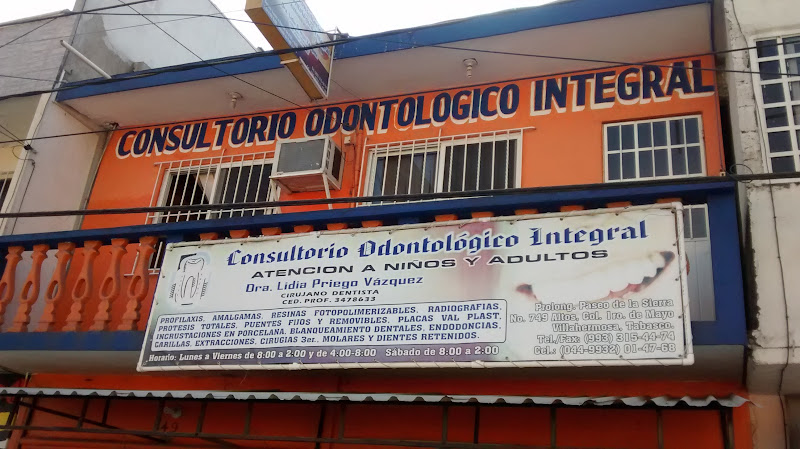 CONSULTORIO ODONTOLOGICO INTEGRAL
Consultorio Odontológico Integral
ATENCION A NIÑOS Y ADULTOS
Dra. Lidia Priego Vázquez
CIRUJANO DENTISTA
CED. PROF. 3478633
PROFILAXIS, AMALGAMAS, RESINAS FOTOPOLIMERIZABLES, RADIOGRAFIAS,
PROTESIS TOTALES, PUENTES FIJOS Y REMOVIBLES, PLACAS VAL PLAST,
INCRUSTACIONES EN PORCELANA, BLANQUEAMIENTO DENTALES, ENDODONCIAS,
CARILLAS, EXTRACCIONES, CIRUGIAS 3er. MOLARES Y DIENTES RETENIDOS.
Horario: Lunes a Viernes de 8:00 a 2:00 y de 4:00-8:00 Sábado de 8:00 a 2:00
Prolong. Paseo de la Sierra
No. 749 Altos, Col. 1ro. de Mayo
Villahermosa, Tabasco.
Tel./Fax: (993) 315-44-74
Cel.: (044-9932) 01-47-68
49